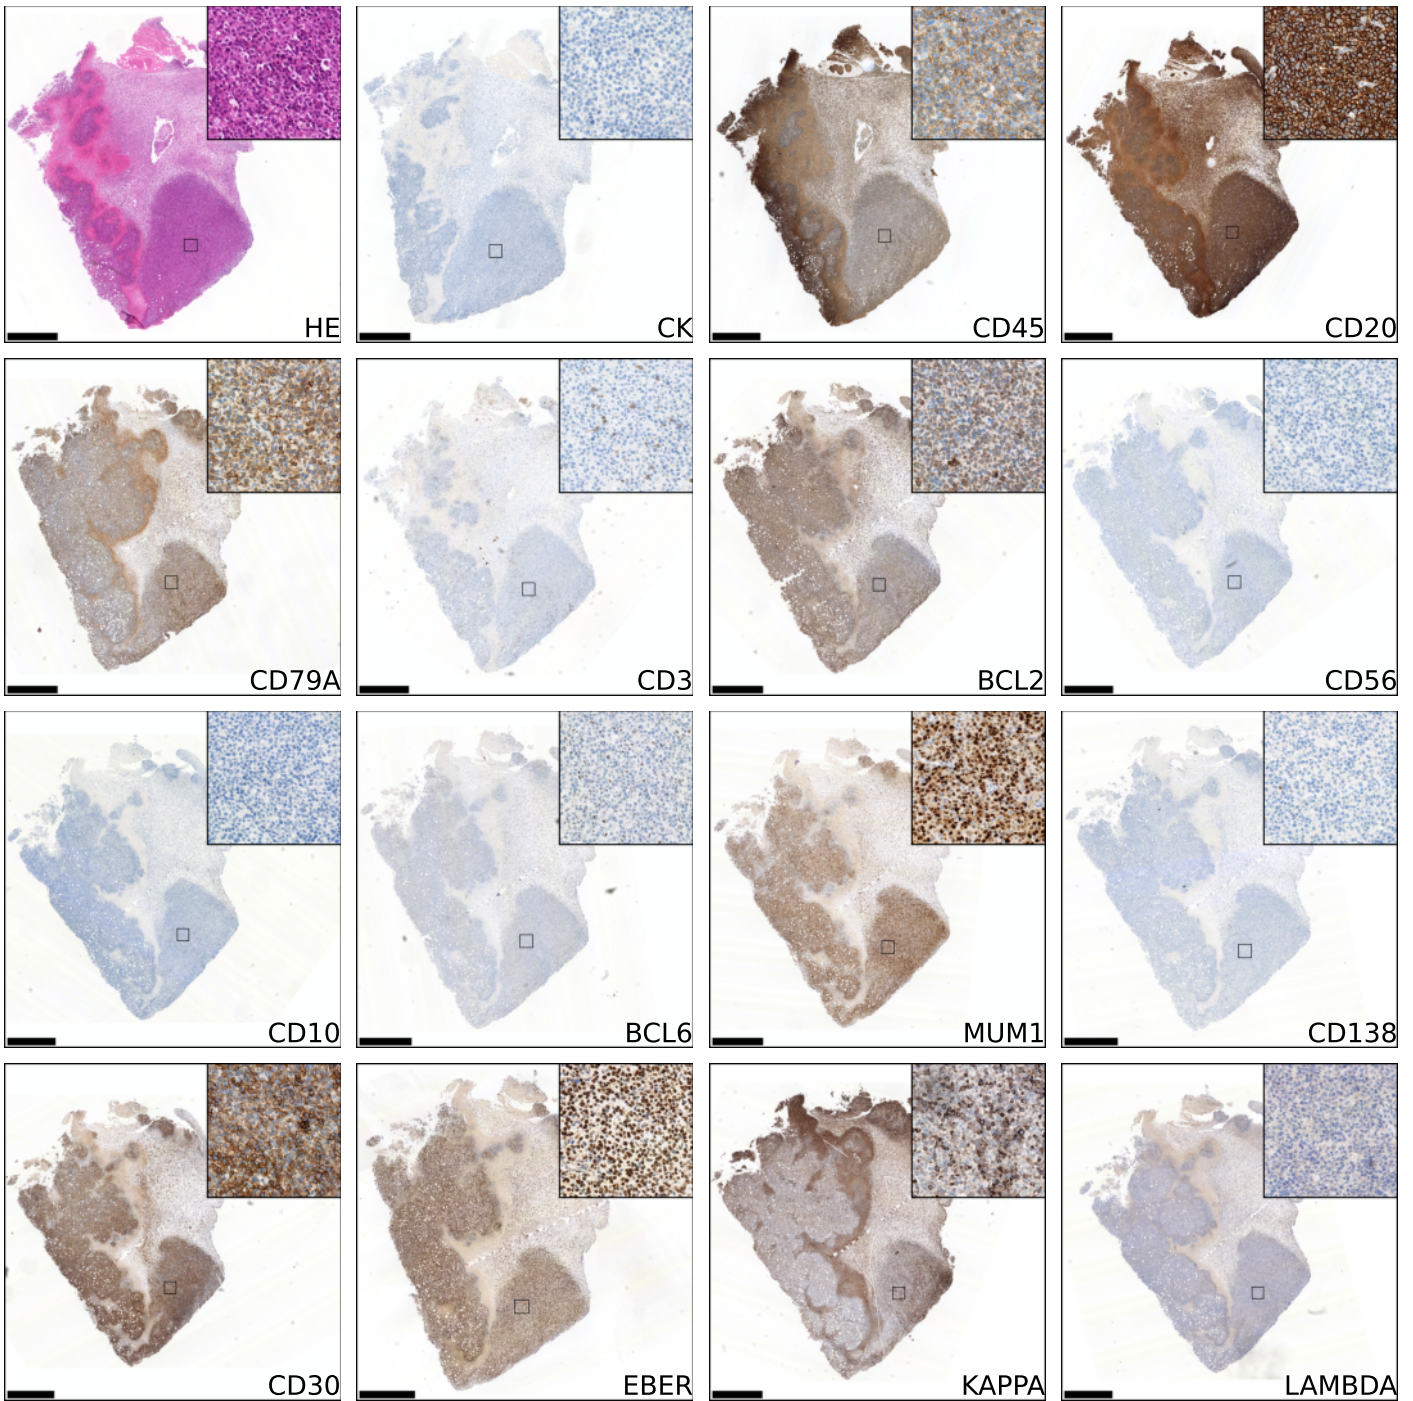 HE
CK
CD45
CD20
CD79A
CD3
BCL2
CD56
CD10
BCL6
MUM1
CD138
CD30
EBER
KAPPA
LAMBDA